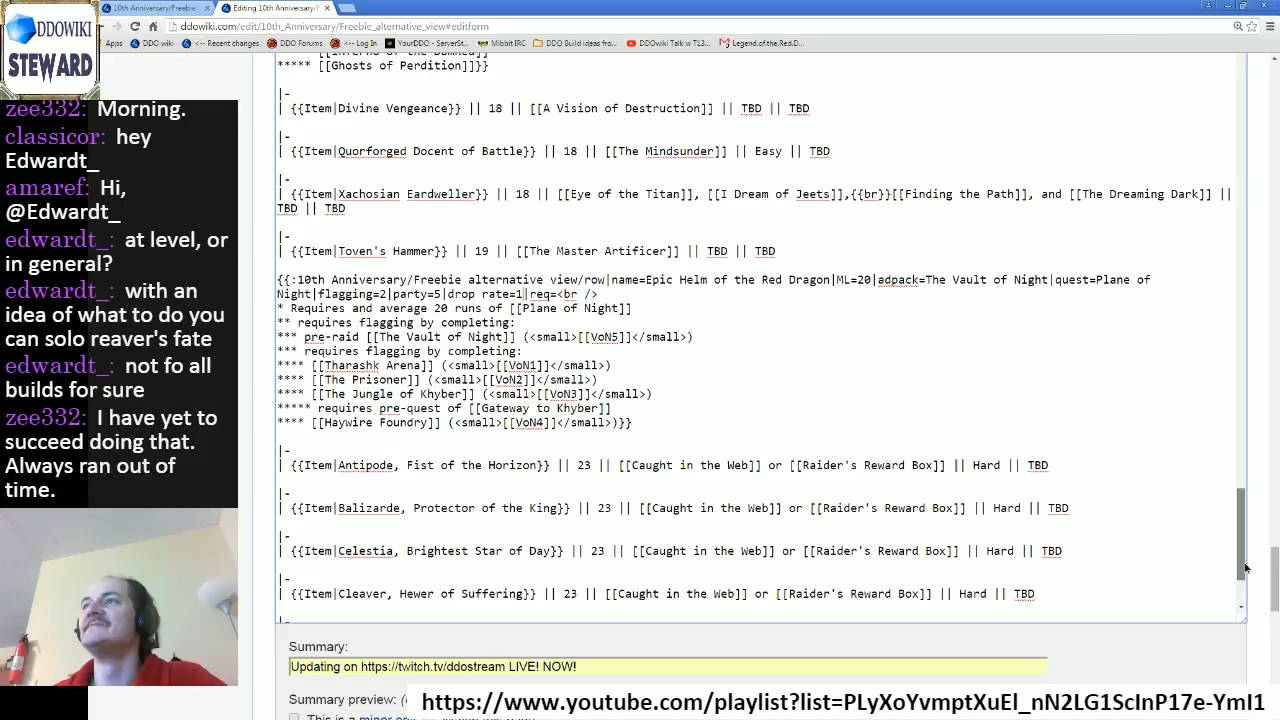 DDOWIKI
STEWARD
zee332: Morning.
classicor: hey
Edwardt_
amaref: Hi,
@Edwardt_
edwardt_: at level, or
in general?
edwardt_: with an
idea of what to do you
can solo reaver's fate
edwardt_: not fo all
builds for sure
zee332: I have yet to
succeed doing that.
Always ran out of
time.
10th Anniversary/Freebie
Editing 10th_Anniversary/F
ddowiki.com/edit/10th_Anniversary/Freebie_alternative_view#editform
Apps
DDO wiki
<-- Recent changes
DDO Forums
<-- Log In
YourDDO - ServerSt...
Mibbit IRC
DDO Build ideas fro...
DDOwiki Talk w T13...
Legend.of.the.Red.D...
***** [[Ghosts of Perdition]]}}
|-
| {{Item|Divine Vengeance}} || 18 || [[A Vision of Destruction]] || TBD || TBD
|-
| {{Item|Quorforged Docent of Battle}} || 18 || [[The Mindsunder]] || Easy || TBD
|-
| {{Item|Xachosian Eardweller}} || 18 || [[Eye of the Titan]], [[I Dream of Jeets]],{{br}}[[Finding the Path]], and [[The Dreaming Dark]] ||
TBD || TBD
|-
| {{Item|Toven's Hammer}} || 19 || [[The Master Artificer]] || TBD || TBD
{{:10th Anniversary/Freebie alternative view/row|name=Epic Helm of the Red Dragon|ML=20|adpack=The Vault of Night|quest=Plane of
Night|flagging=2|party=5|drop rate=1|req=<br />
* Requires and average 20 runs of [[Plane of Night]]
** requires flagging by completing:
*** pre-raid [[The Vault of Night]] (<small>[[VoN5]]</small>)
*** requires flagging by completing:
**** [[Tharashk Arena]] (<small>[[VoN1]]</small>)
**** [[The Prisoner]] (<small>[[VoN2]]</small>)
**** [[The Jungle of Khyber]] (<small>[[VoN3]]</small>)
***** requires pre-quest of [[Gateway to Khyber]]
**** [[Haywire Foundry]] (<small>[[VoN4]]</small>)}}
|-
| {{Item|Antipode, Fist of the Horizon}} || 23 || [[Caught in the Web]] or [[Raider's Reward Box]] || Hard || TBD
|-
| {{Item|Balizarde, Protector of the King}} || 23 || [[Caught in the Web]] or [[Raider's Reward Box]] || Hard || TBD
|-
| {{Item|Celestia, Brightest Star of Day}} || 23 || [[Caught in the Web]] or [[Raider's Reward Box]] || Hard || TBD
|-
| {{Item|Cleaver, Hewer of Suffering}} || 23 || [[Caught in the Web]] or [[Raider's Reward Box]] || Hard || TBD
|-
Summary:
Updating on https://twitch.tv/ddostream LIVE! NOW!
Summary preview:
https://www.youtube.com/playlist?list=PLyXoYvmptXuEl_nN2LG1ScInP17e-YmI1
This is a minor